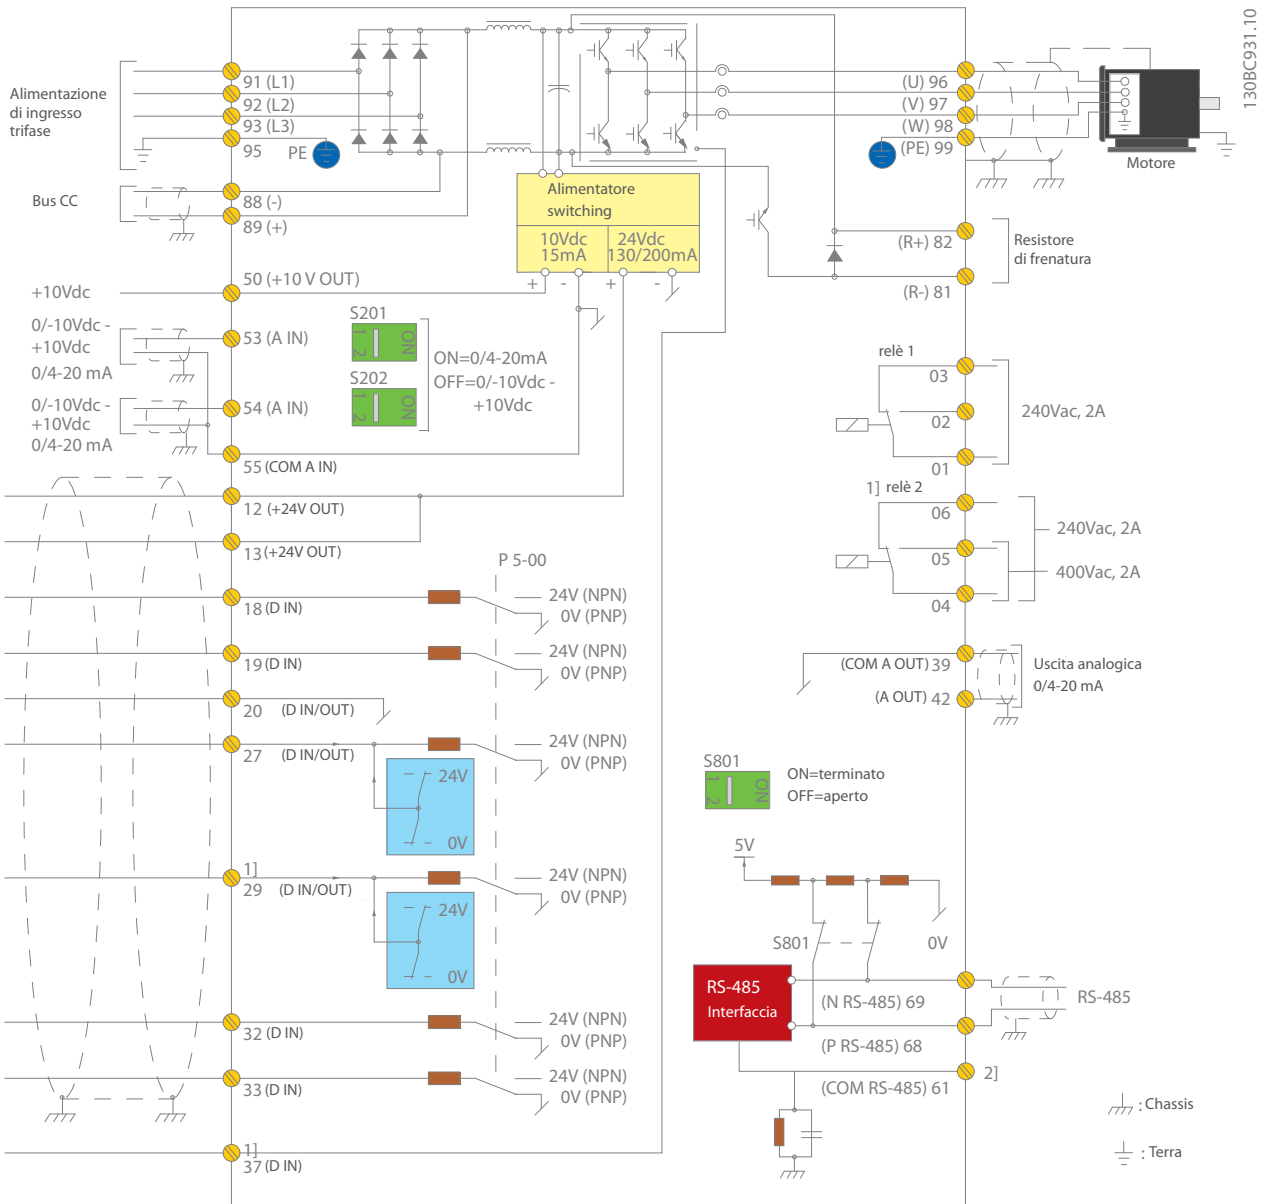 130BC931.10
Alimentazione
di ingresso
trifase
91 (L1)
92 (L2)
93 (L3)
95
PE
(U) 96
(V) 97
(W) 98
(PE) 99
Motore
Bus CC
88 (-)
89 (+)
Alimentatore
switching
10Vdc
15mA
24Vdc
130/200mA
+ - + -
(R+) 82
(R-) 81
Resistore
di frenatura
+10Vdc
50 (+10 V OUT)
0/-10Vdc -
+10Vdc
0/4-20 mA
53 (A IN)
S201
1 2 ON
S202
1 2 ON
ON=0/4-20mA
OFF=0/-10Vdc -
+10Vdc
0/-10Vdc -
+10Vdc
0/4-20 mA
54 (A IN)
55 (COM A IN)
relè 1
03
02
01
240Vac, 2A
12 (+24V OUT)
13 (+24V OUT)
1] relè 2
06
05
04
240Vac, 2A
400Vac, 2A
P 5-00
18 (D IN)
24V (NPN)
0V (PNP)
19 (D IN)
24V (NPN)
0V (PNP)
20 (D IN/OUT)
27 (D IN/OUT)
24V (NPN)
0V (PNP)
24V
0V
1]
29 (D IN/OUT)
24V (NPN)
0V (PNP)
24V
0V
32 (D IN)
24V (NPN)
0V (PNP)
33 (D IN)
24V (NPN)
0V (PNP)
1]
37 (D IN)
(COM A OUT) 39
(A OUT) 42
Uscita analogica
0/4-20 mA
S801
1 2 ON
ON=terminato
OFF=aperto
5V
S801
0V
RS-485
Interfaccia
(N RS-485) 69
(P RS-485) 68
(COM RS-485) 61
2]
RS-485
: Chassis
: Terra